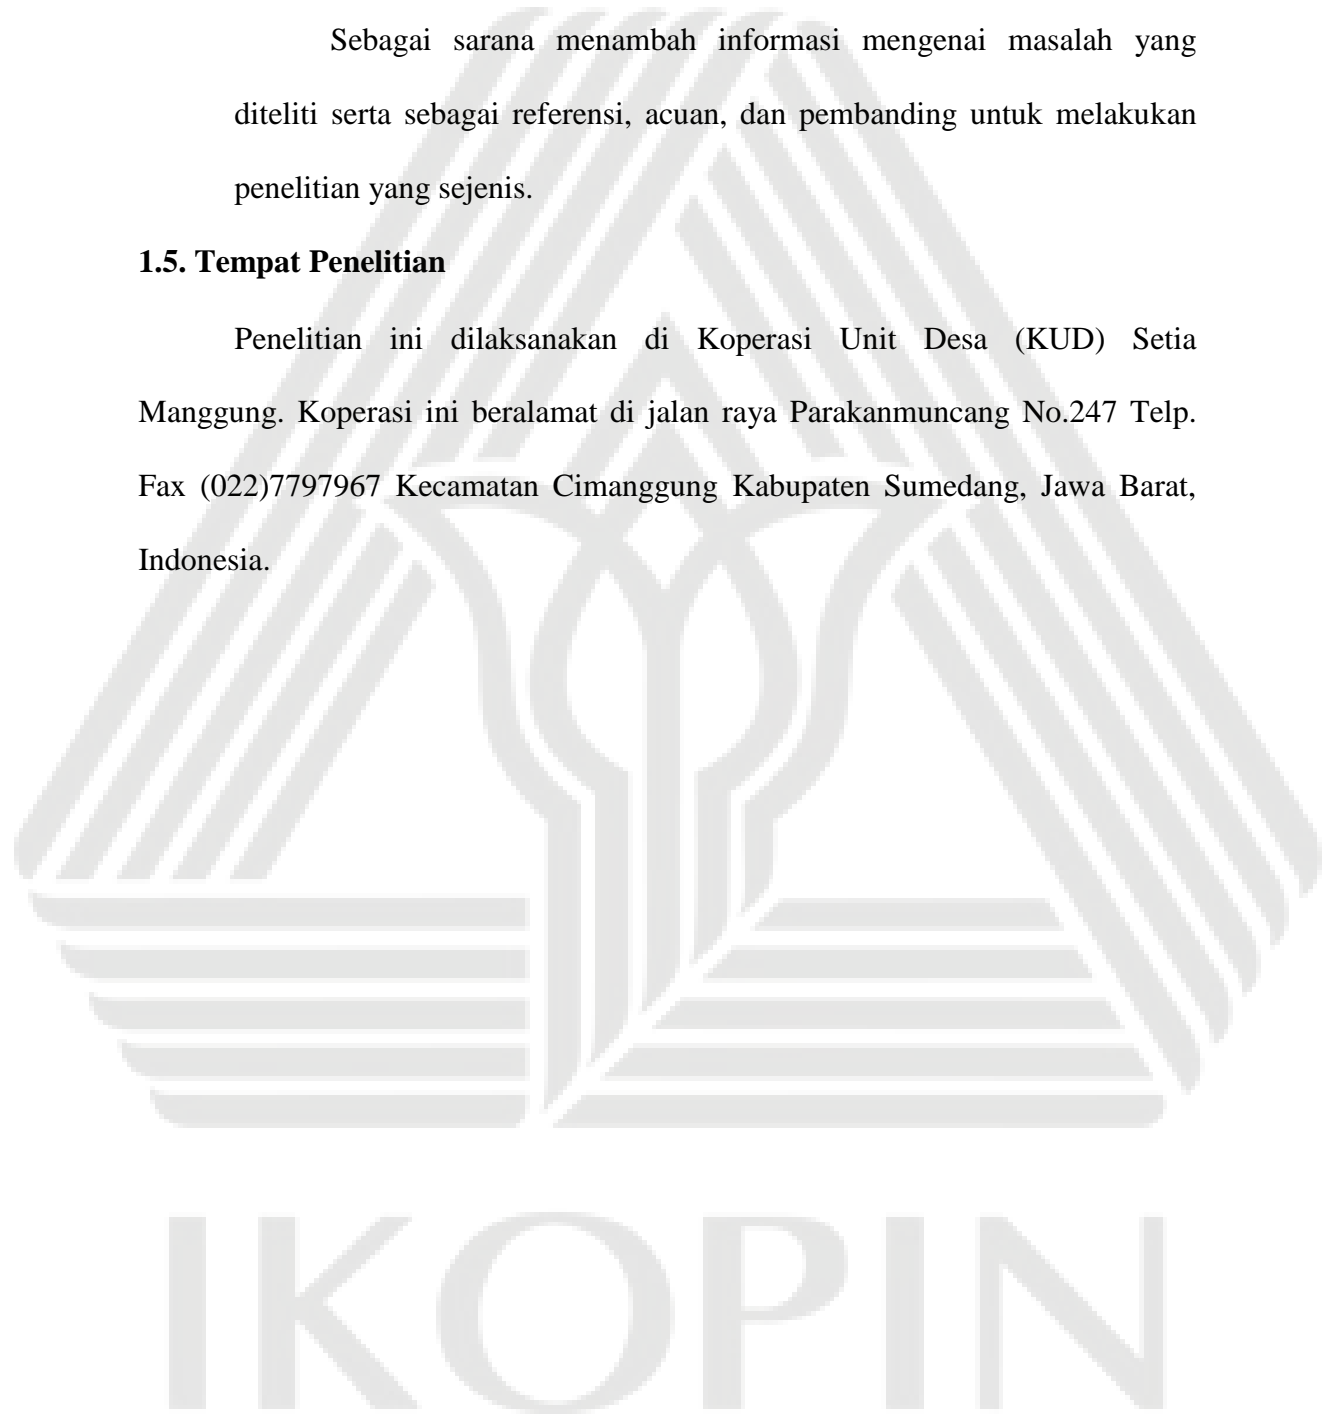 Sebagai sarana menambah informasi mengenai masalah yang
diteliti serta sebagai referensi, acuan, dan pembanding untuk melakukan
penelitian yang sejenis.
1.5. Tempat Penelitian
Penelitian ini dilaksanakan di Koperasi Unit Desa (KUD) Setia
Manggung. Koperasi ini beralamat di jalan raya Parakanmuncang No.247 Telp.
Fax (022)7797967 Kecamatan Cimanggung Kabupaten Sumedang, Jawa Barat,
Indonesia.
IKOPIN